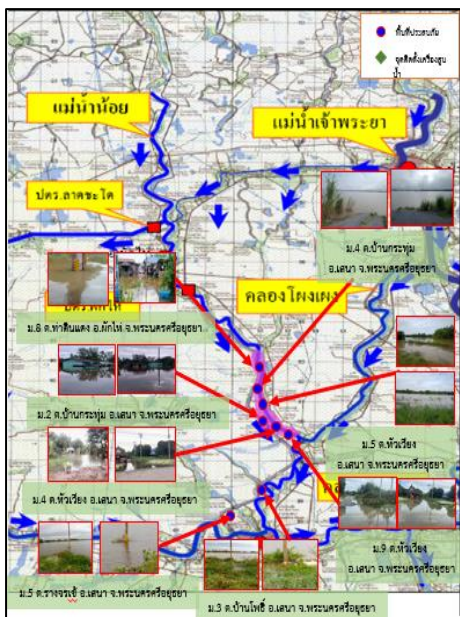 พื้นที่ประสบภัย
จุดติดตั้งเครื่องสูบ
น้ำ
แม่น้ำน้อย
แม่น้ำเจ้าพระยา
ปตร.ลาดชะโด
ม.4 ต.บ้านกระทุ่ม
อ.เสนา จ.พระนครศรีอยุธยา
คลองโผงเผง
ม.8 ต.ท่าดินแดง อ.ผักไห่ จ.พระนครศรีอยุธยา
ม.2 ต.บ้านกระทุ่ม อ.เสนา จ.พระนครศรีอยุธยา
ม.5 ต.หัวเวียง
อ.เสนา จ.พระนครศรีอยุธยา
ม.4 ต.หัวเวียง อ.เสนา จ.พระนครศรีอยุธยา
ม.9 ต.หัวเวียง
อ.เสนา จ.พระนครศรีอยุธยา
ม.5 ต.รางจรเข้ อ.เสนา จ.พระนครศรีอยุธยา
ม.3 ต.บ้านโพธิ์ อ.เสนา จ.พระนครศรีอยุธยา